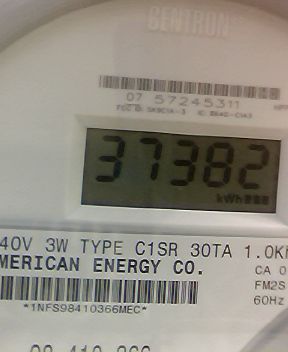 CENTRON
07 57245311
37382
kWh
40V 3W TYPE C1SR 30TA 1.0K
MERICAN ENERGY CO.
CA 0
FM2S
60Hz
*1NFS98410366MEC*